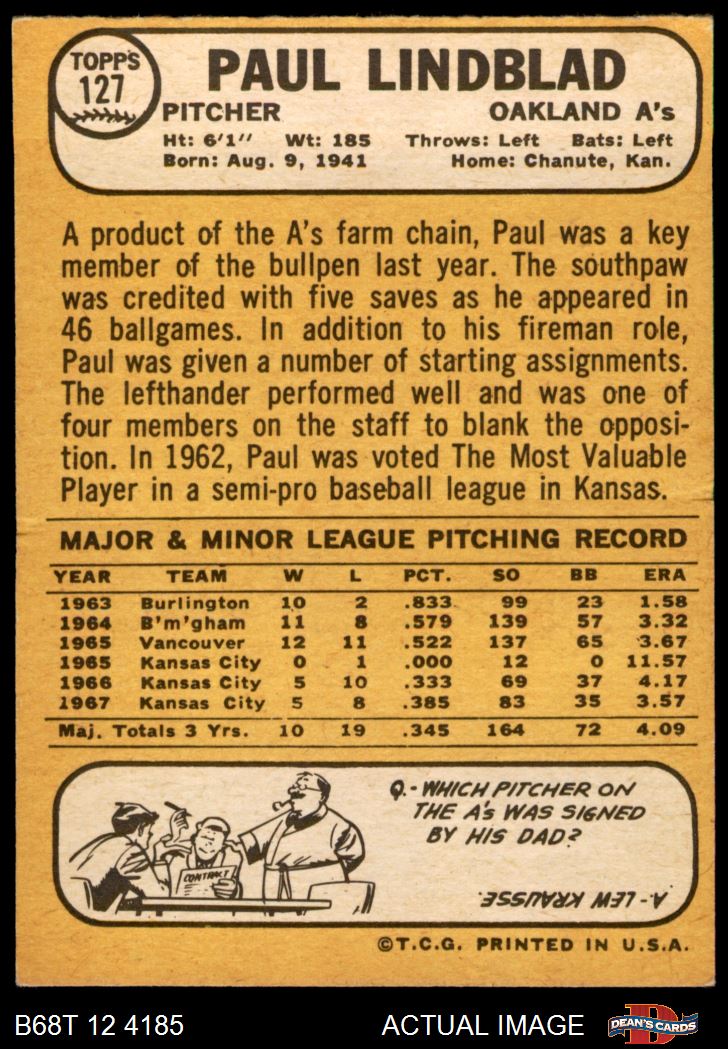 TOPPS
127
PAUL LINDBLAD
PITCHER OAKLAND A's
Ht: 6'1" Wt: 185 Throws: Left Bats: Left
Born: Aug. 9, 1941 Home: Chanute, Kan.
A product of the A's farm chain, Paul was a key
member of the bullpen last year. The southpaw
was credited with five saves as he appeared in
46 ballgames. In addition to his fireman role,
Paul was given a number of starting assignments.
The lefthander performed well and was one of
four members on the staff to blank the opposi-
tion. In 1962, Paul was voted The Most Valuable
Player in a semi-pro baseball league in Kansas.
MAJOR & MINOR LEAGUE PITCHING RECORD
YEAR TEAM W L PCT. SO BB ERA
1963 Burlington 10 2 .833 99 23 1.58
1964 B'm'gham 11 8 .579 139 57 3.32
1965 Vancouver 12 11 .522 137 65 3.67
1965 Kansas City 0 1 .000 12 0 11.57
1966 Kansas City 5 10 .333 69 37 4.17
1967 Kansas City 5 8 .385 83 35 3.57
Maj. Totals 3 Yrs. 10 19 .345 164 72 4.09
CONTRACT
Q.-WHICH PITCHER ON
THE A's WAS SIGNED
BY HIS DAD?
A-LEW KRAUSSE.
©T.C.G. PRINTED IN U.S.A.
B68T 12 4185 ACTUAL IMAGE
D
DEAN'S CARDS